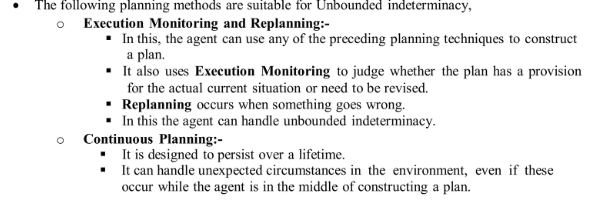 • The following planning methods are suitable for Unbounded indeterminacy,
o Execution Monitoring and Replanning:-
▪ In this, the agent can use any of the preceding planning techniques to construct
a plan.
▪ It also uses Execution Monitoring to judge whether the plan has a provision
for the actual current situation or need to be revised.
▪ Replanning occurs when something goes wrong.
▪ In this the agent can handle unbounded indeterminacy.
o Continuous Planning:-
▪ It is designed to persist over a lifetime.
▪ It can handle unexpected circumstances in the environment, even if these
occur while the agent is in the middle of constructing a plan.